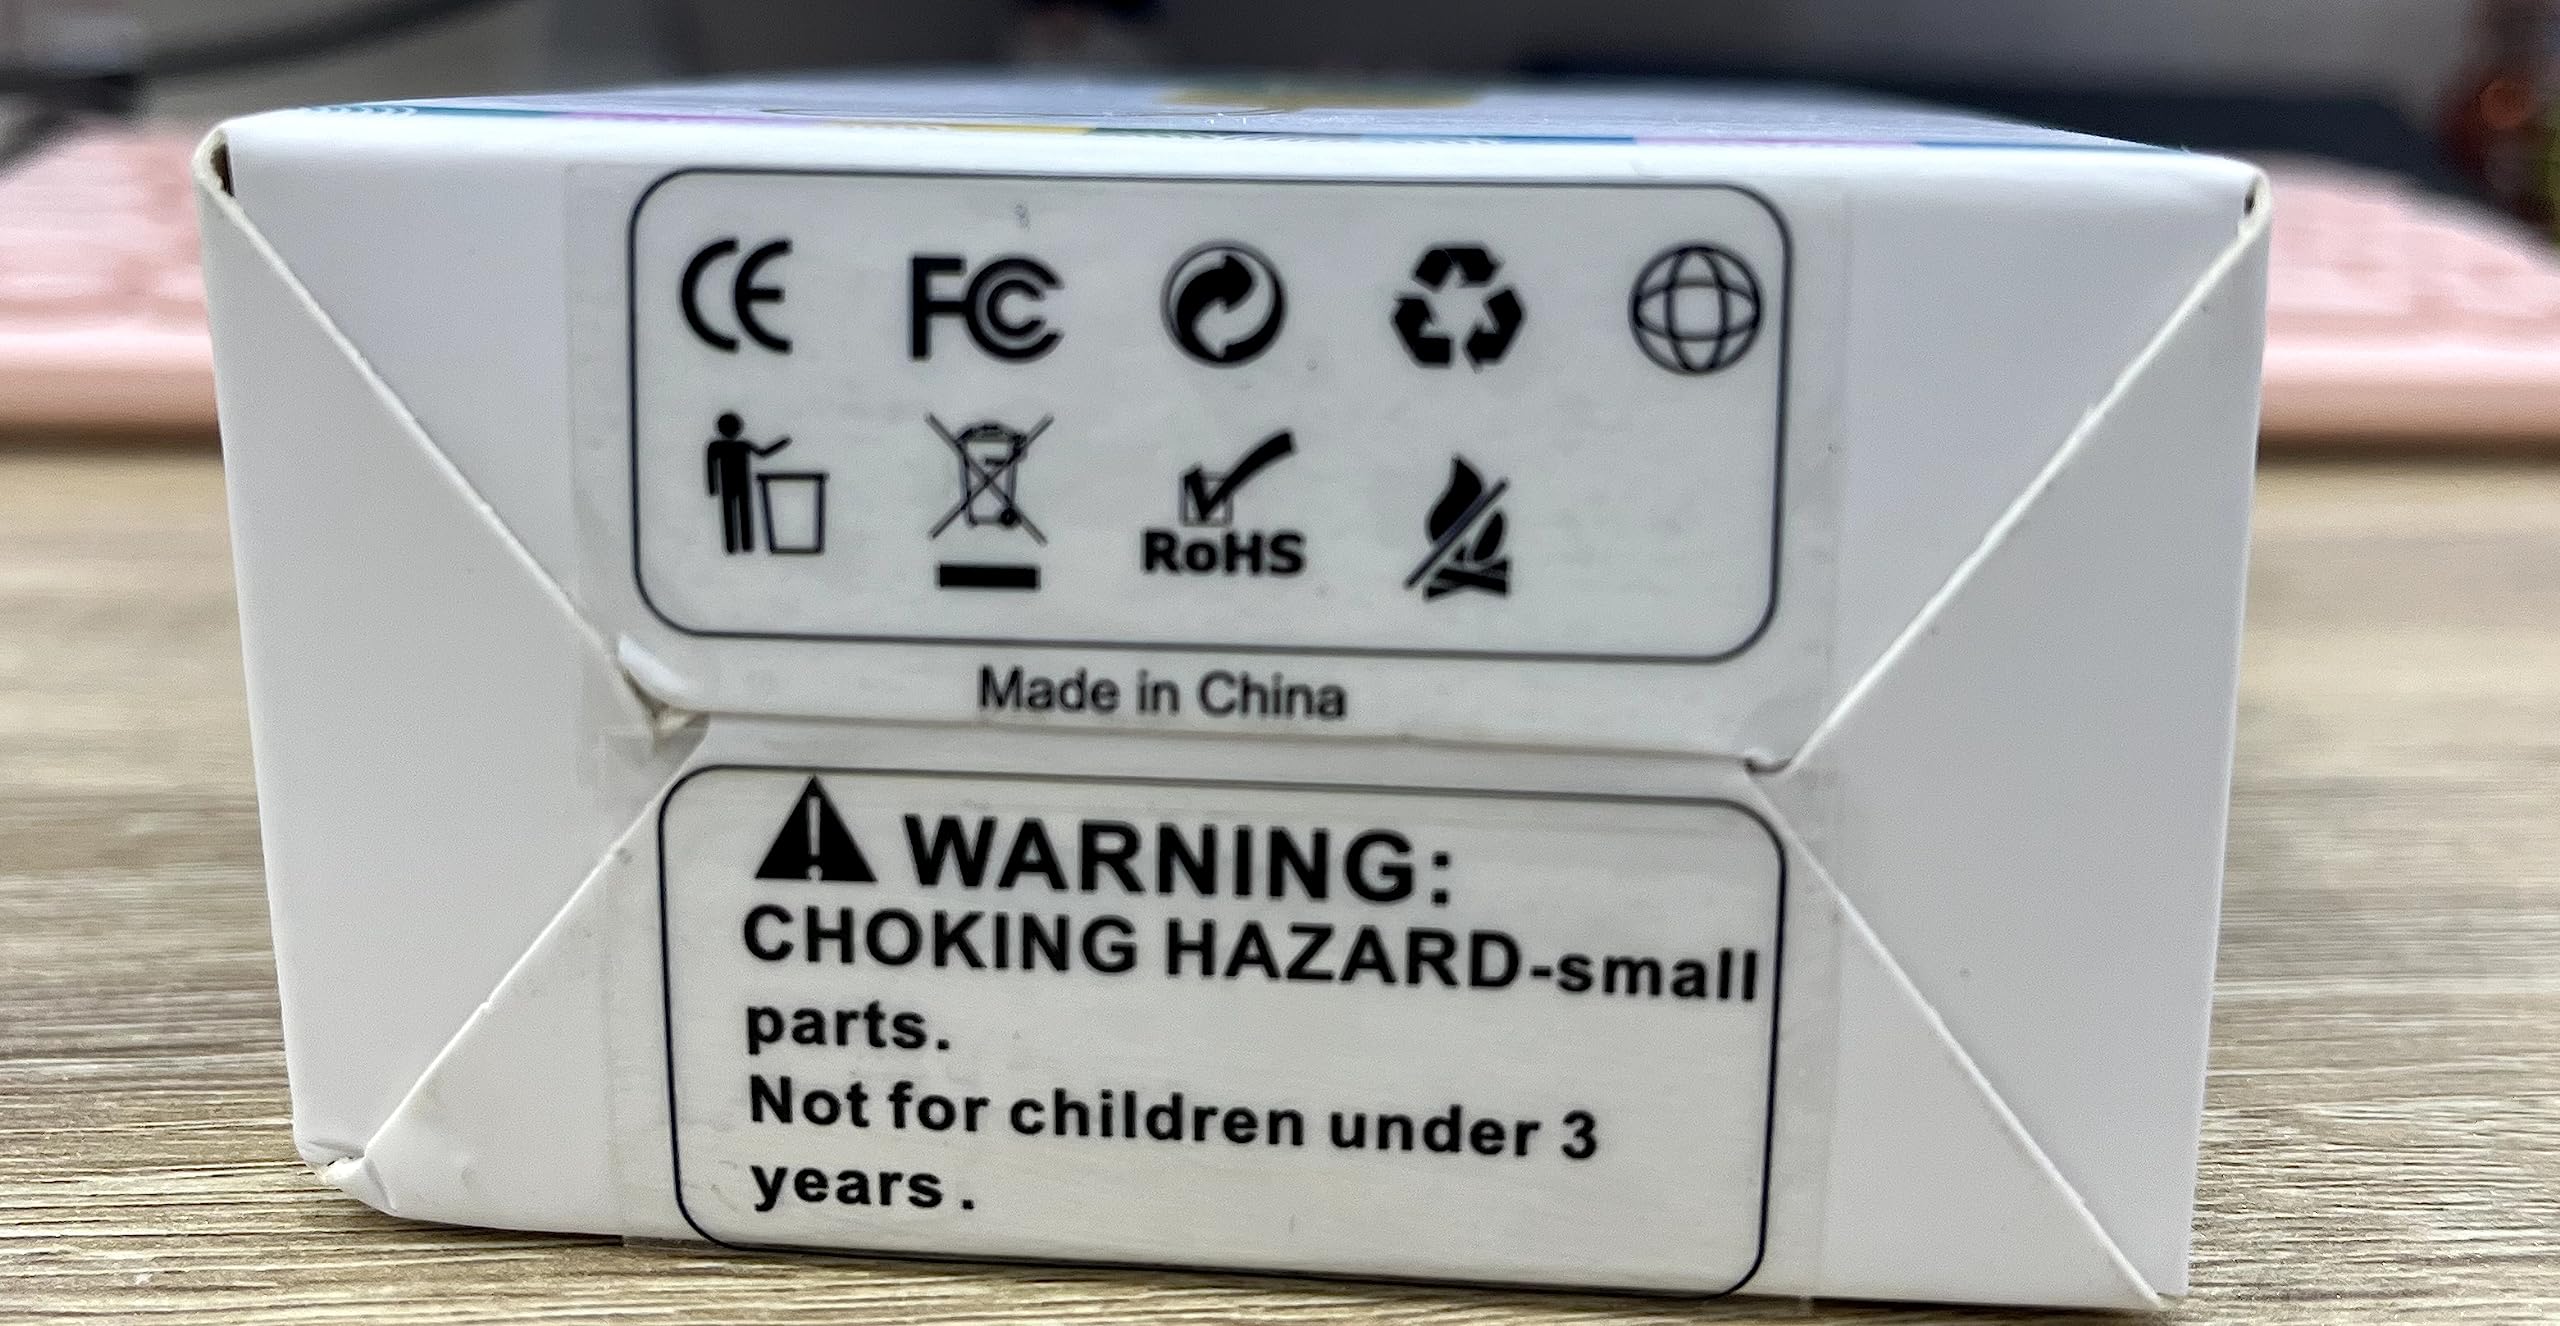 CE FC
RoHS
Made in China
WARNING:
CHOKING HAZARD-small
parts.
Not for children under 3
years.